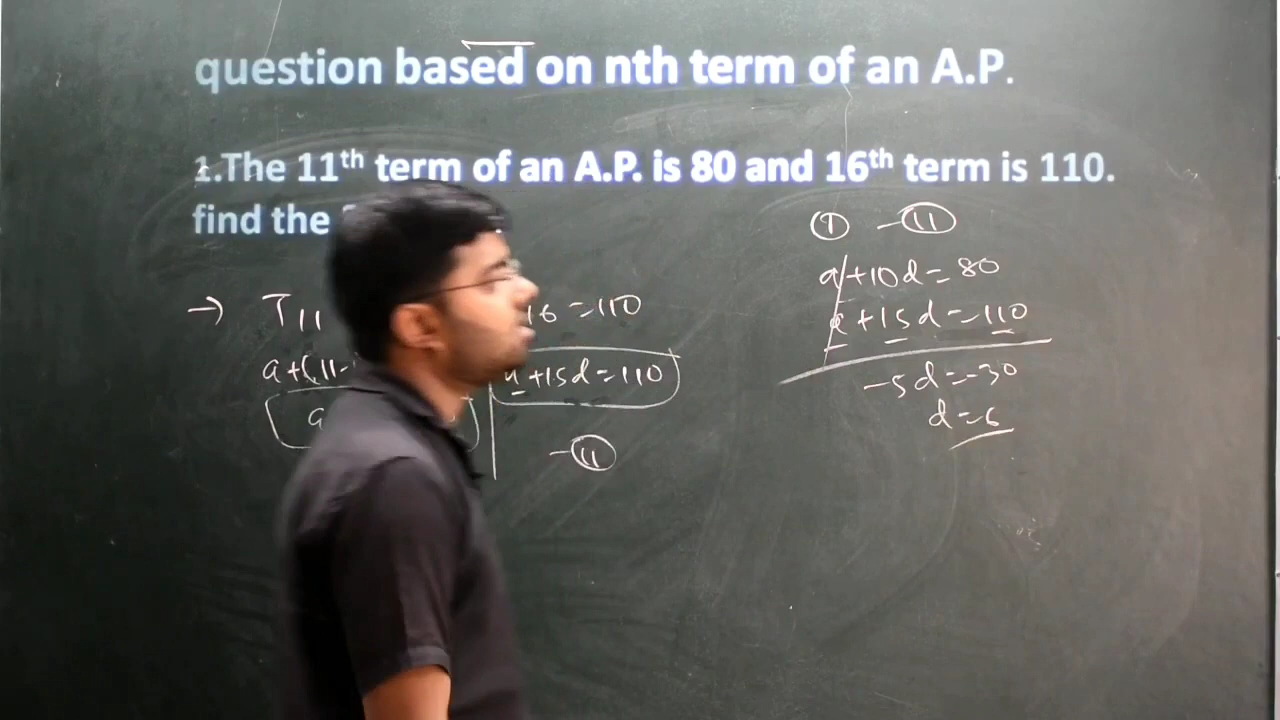 question based on nth term of an A.P.
1.The 11th term of an A.P. is 80 and 16th term is 110.
find the
① - ⑪
a+10d=80
a+15d=110
-5d=-30
d=6
→ T11
16=110
a+(11-
a+15d=110
a
-⑪